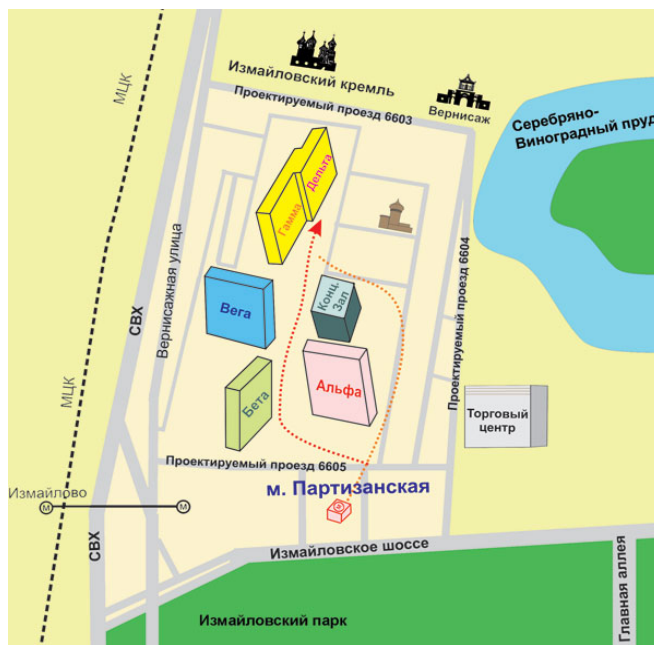 МЦК
Измайловский кремль
Проектируемый проезд 6603
Вернисаж
Серебряно-
Виноградный пруд
Дельта
Гамма
Вернисажная улица
СВХ
Вега
Конц.
Зал
Проектируемый проезд 6604
МЦК
Бета
Альфа
Торговый
центр
Проектируемый проезд 6605
м. Партизанская
Измайлово
М
М
СВХ
Измайловское шоссе
Главная аллея
Измайловский парк